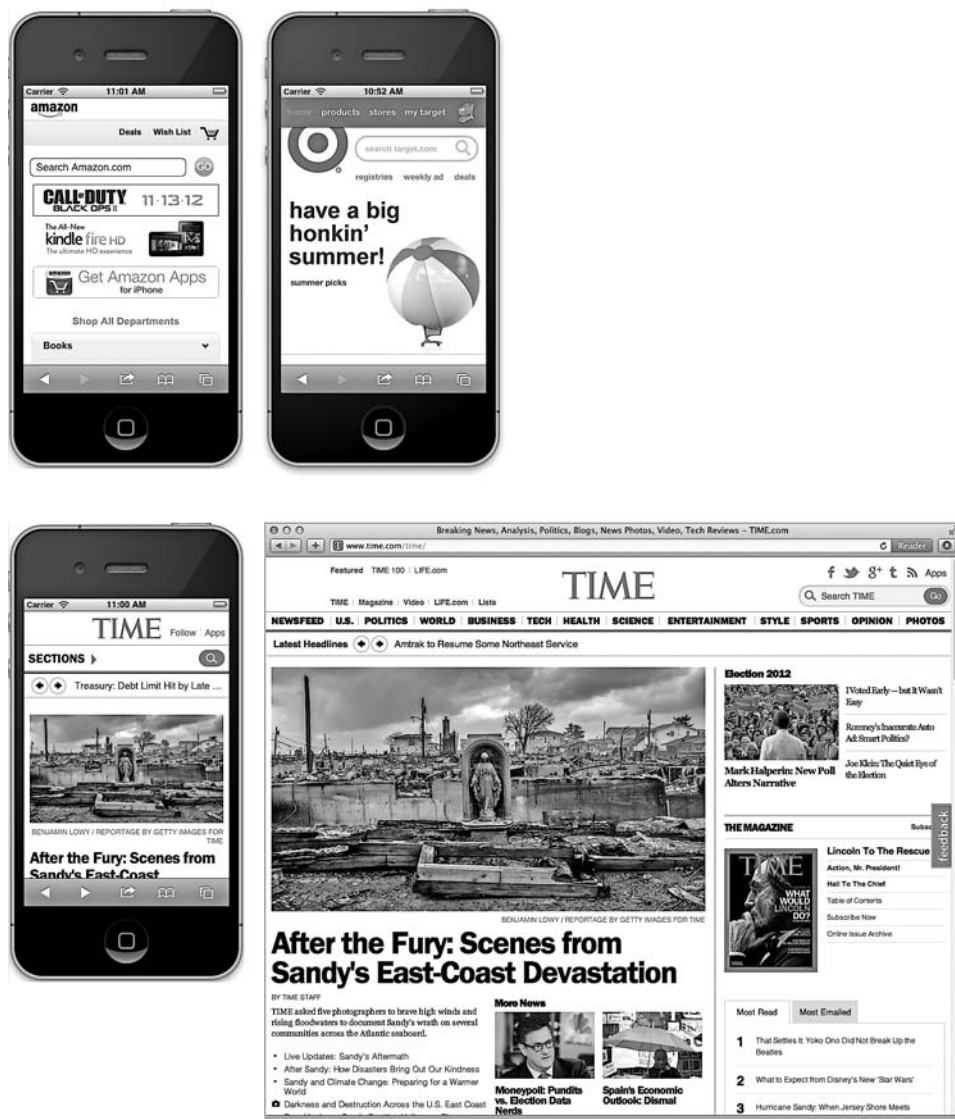 Carrier 11:01 AM
amazon
Deals Wish List
Search Amazon.com GO
CALL OF DUTY 11·13·12
BLACK OPS II
The All-New
kindle fire HD
The ultimate HD experience
amazon
Get Amazon Apps
for iPhone
Shop All Departments
Books
Carrier 10:52 AM
home products stores my target
search target.com
registries weekly ad deals
have a big
honkin'
summer!
summer picks
Carrier 11:00 AM
TIME Follow Apps
SECTIONS
Treasury: Debt Limit Hit by Late ...
BENJAMIN LOWY / REPORTAGE BY GETTY IMAGES FOR
TIME
After the Fury: Scenes from
Sandy's East-Coast
Breaking News, Analysis, Politics, Blogs, News Photos, Video, Tech Reviews – TIME.com
www.time.com/time/ Reader
Featured TIME 100 LIFE.com
TIME
f g+ t Apps
TIME Magazine Video LIFE.com Lists
Search TIME Go
NEWSFEED U.S. POLITICS WORLD BUSINESS TECH HEALTH SCIENCE ENTERTAINMENT STYLE SPORTS OPINION PHOTOS
Latest Headlines Amtrak to Resume Some Northeast Service
BENJAMIN LOWY / REPORTAGE BY GETTY IMAGES FOR TIME
After the Fury: Scenes from
Sandy's East-Coast Devastation
BY TIME STAFF
TIME asked five photographers to brave high winds and
rising floodwaters to document Sandy's wrath on several
communities across the Atlantic seaboard.
• Live Updates: Sandy's Aftermath
• After Sandy: How Disasters Bring Out Our Kindness
• Sandy and Climate Change: Preparing for a Warmer
World
Darkness and Destruction Across the U.S. East Coast
More News
Moneypoll: Pundits
vs. Election Data
Nerds
Spain's Economic
Outlook: Dismal
Election 2012
Mark Halperin: New Poll
Alters Narrative
I Voted Early — but It Wasn't
Easy
Romney's Inaccurate Auto
Ad: Smart Politics?
Joe Klein: The Quiet Eye of
the Election
feedback
THE MAGAZINE Subsc
TIME
WHAT
WOULD
LINCOLN
DO?
Lincoln To The Rescue
Action, Mr. President!
Hail To The Chief
Table of Contents
Subscribe Now
Online Issue Archive
Most Read Most Emailed
1 That Settles It: Yoko Ono Did Not Break Up the
Beatles
2 What to Expect from Disney's New 'Star Wars'
3 Hurricane Sandy: When Jersey Shore Meets